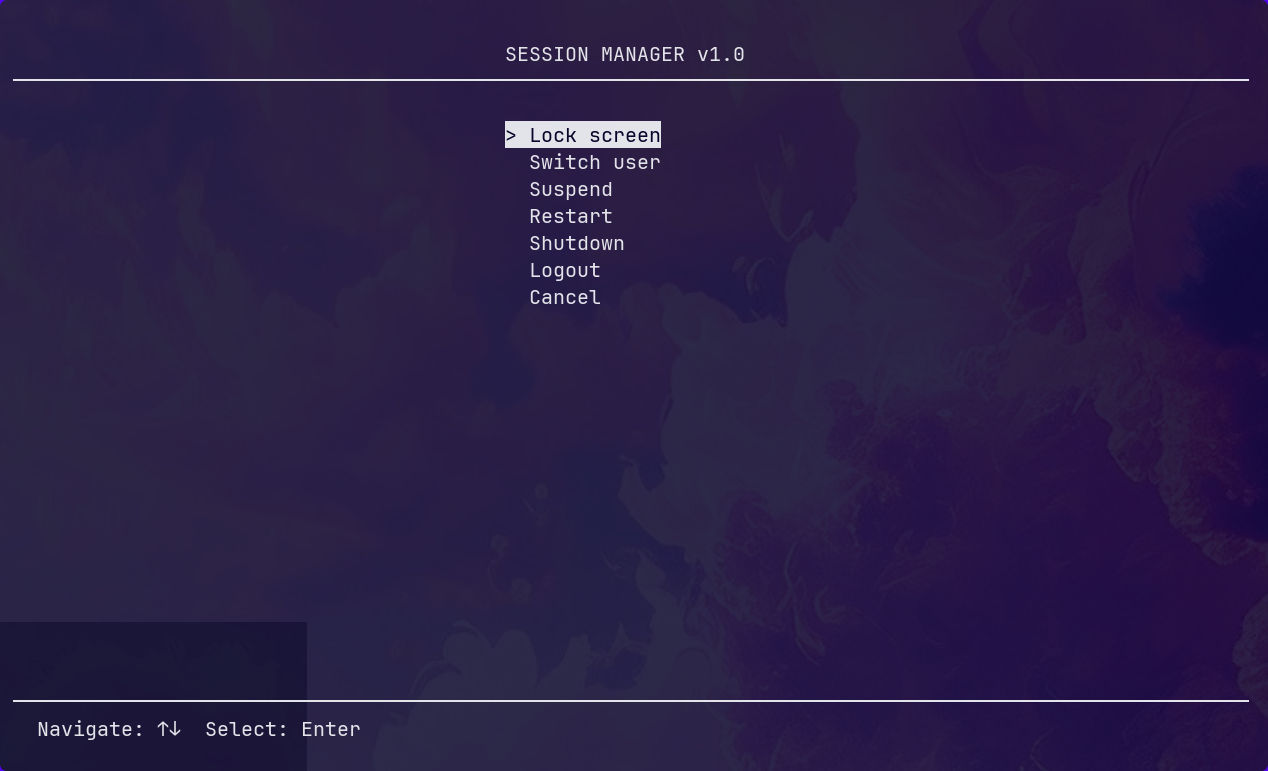 SESSION MANAGER v1.0
> Lock screen
Switch user
Suspend
Restart
Shutdown
Logout
Cancel
Navigate: ↑↓  Select: Enter